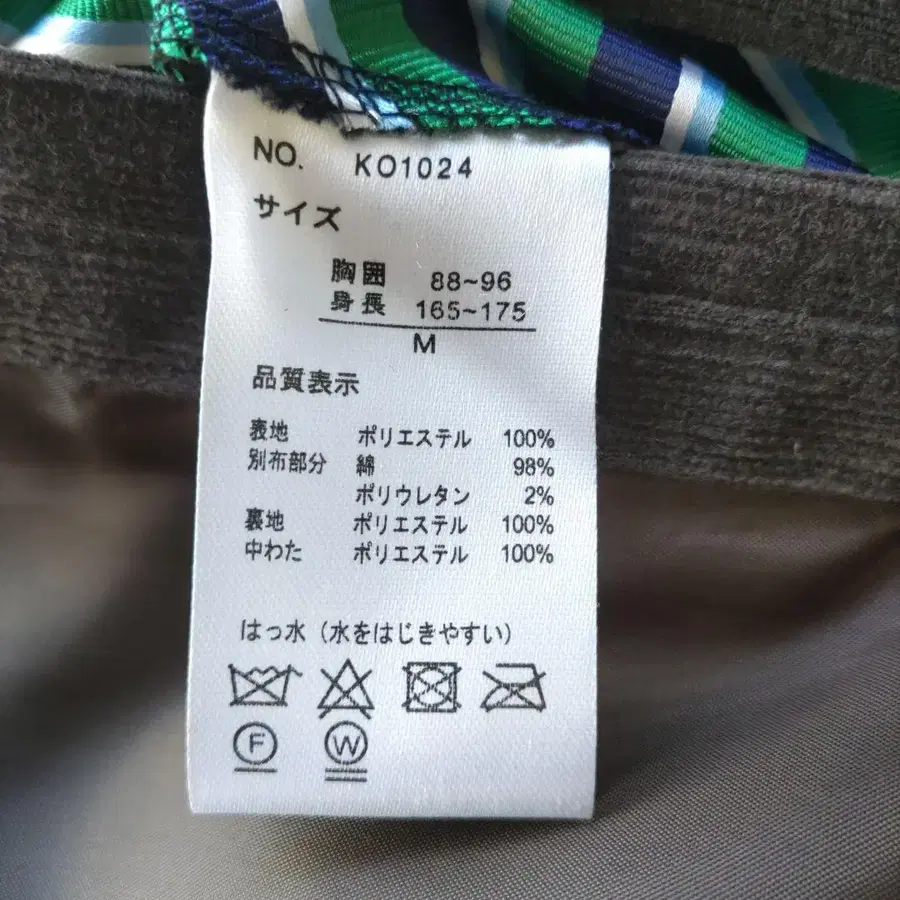 NO. KO1024
サイズ
胸囲 88~96
身長 165~175
M
品質表示
表地 ポリエステル 100%
別布部分 綿 98%
ポリウレタン 2%
裏地 ポリエステル 100%
中わた ポリエステル 100%
はっ水（水をはじきやすい）
F W